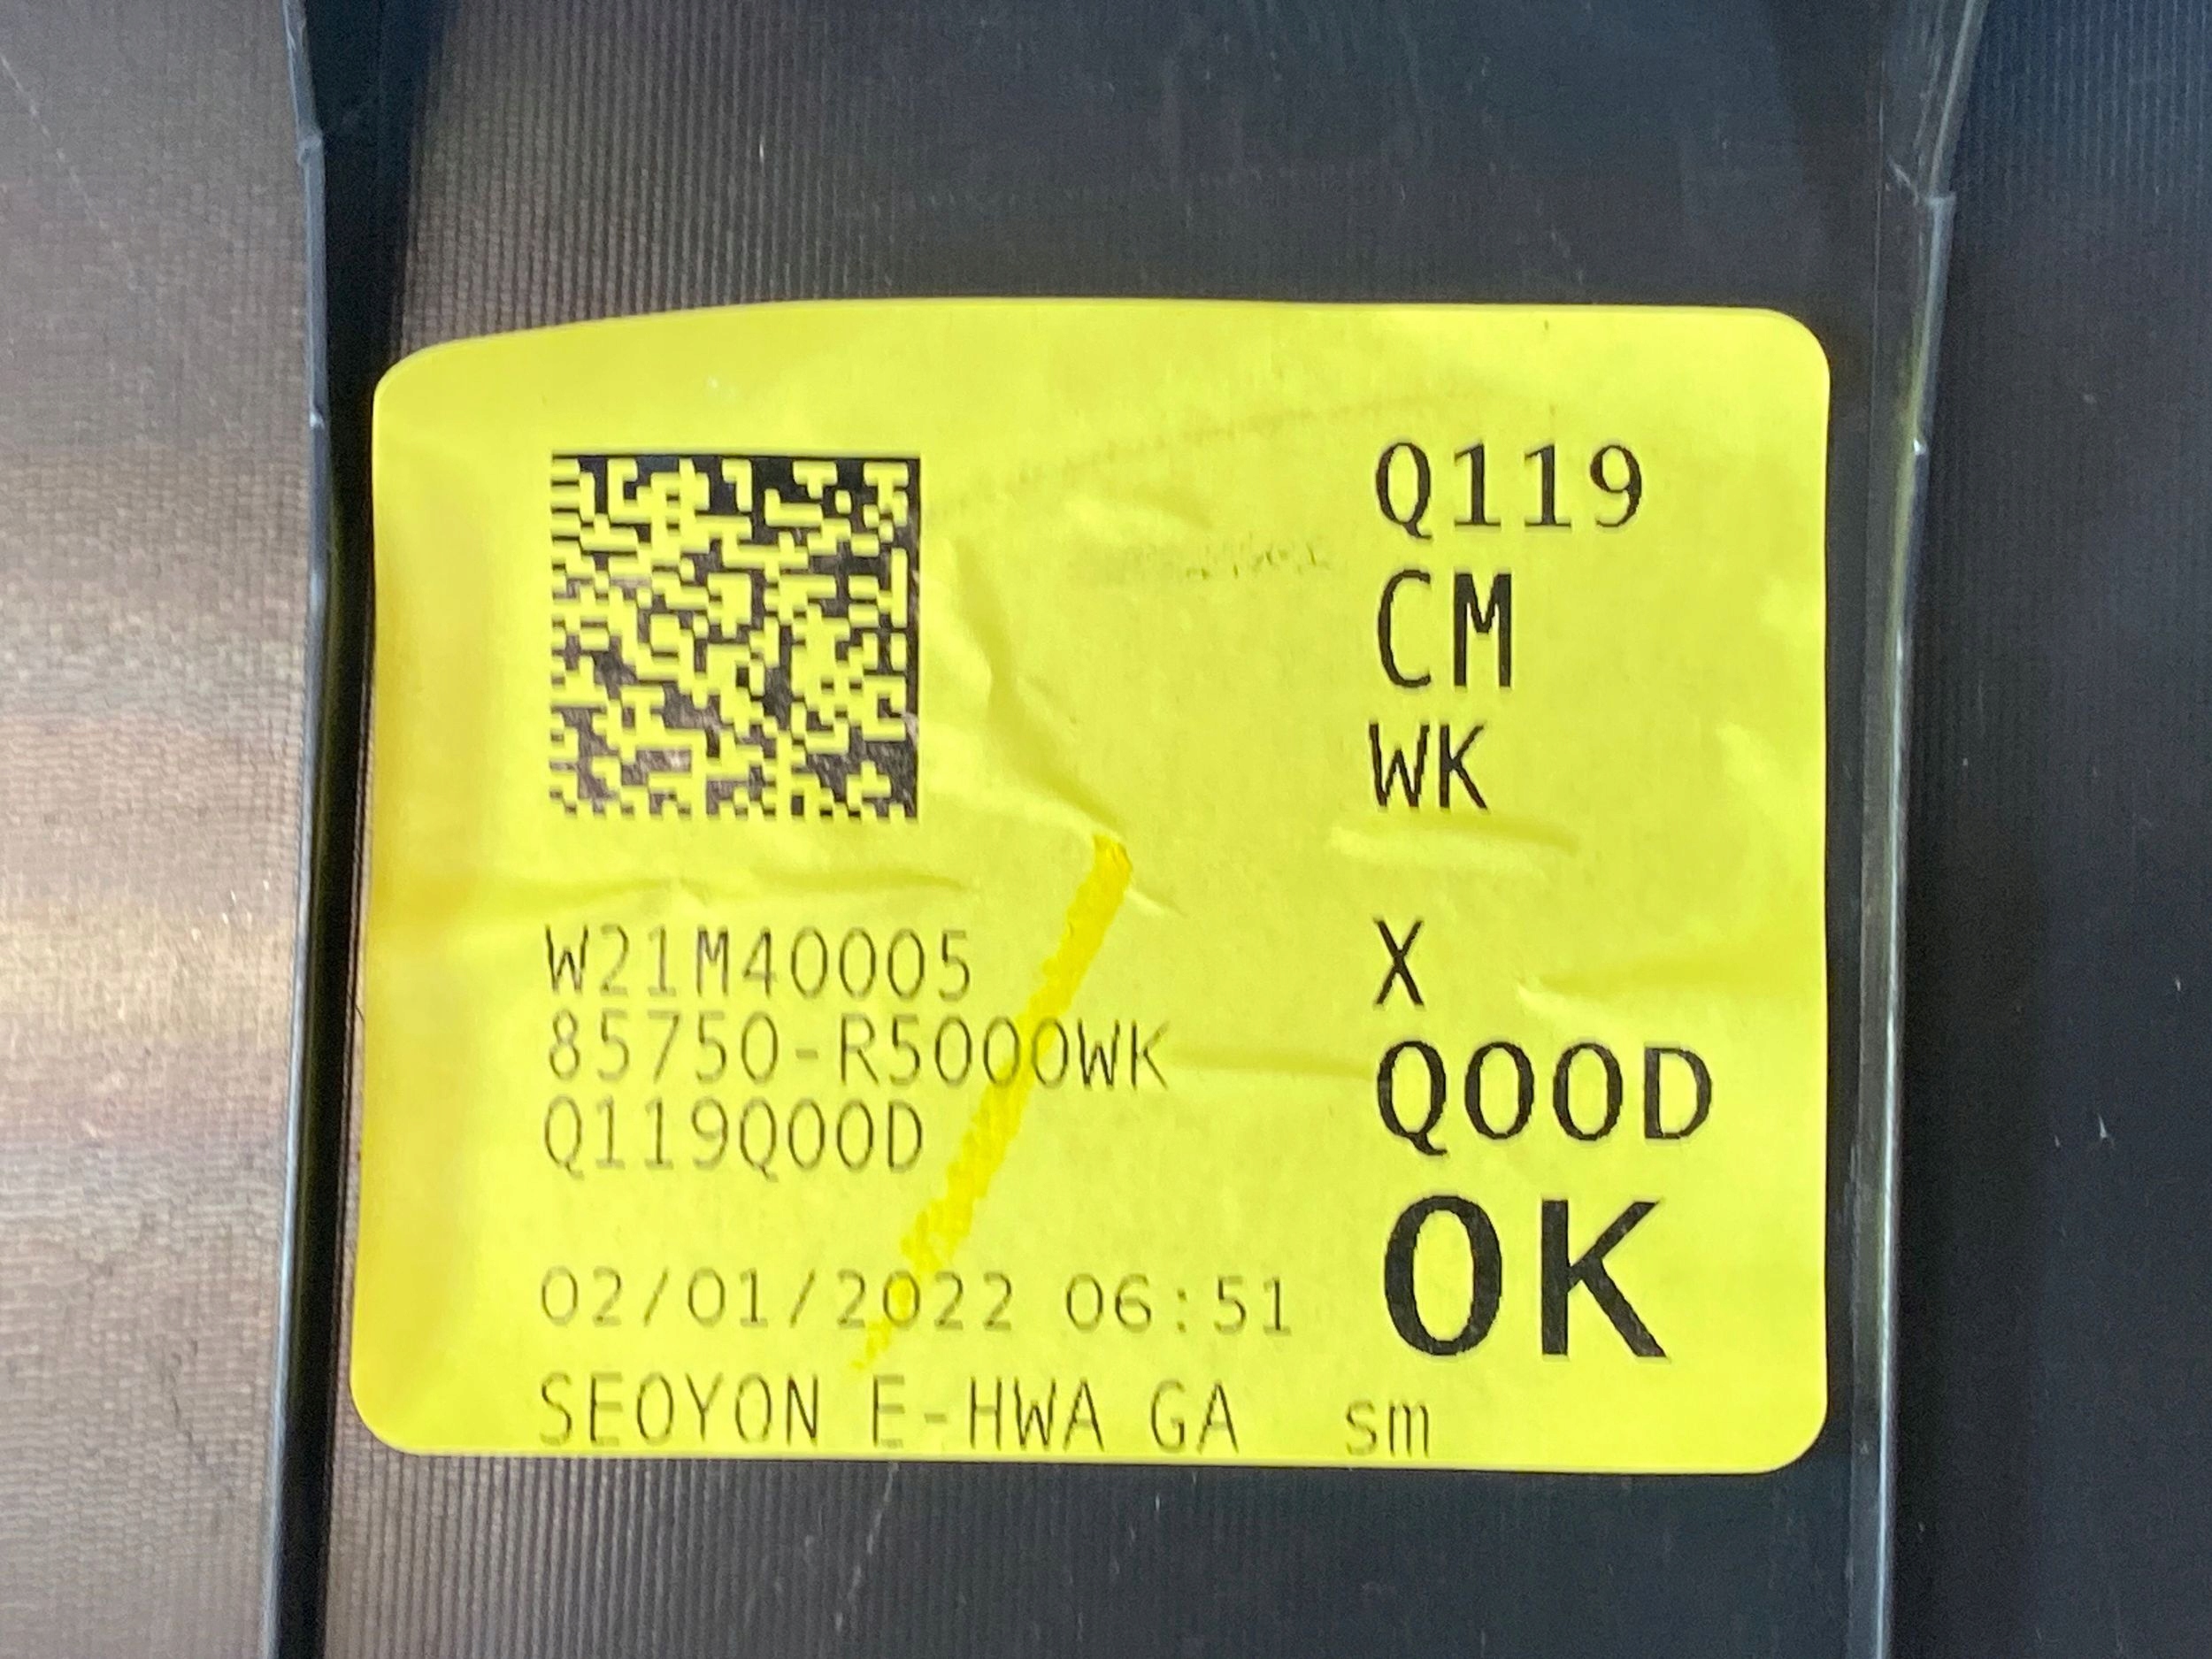 Q119
CM
WK
W21M40005
X
85750-R5000WK
Q00D
Q119Q00D
OK
02/01/2022 06:51
SEOYON E-HWA GA sm